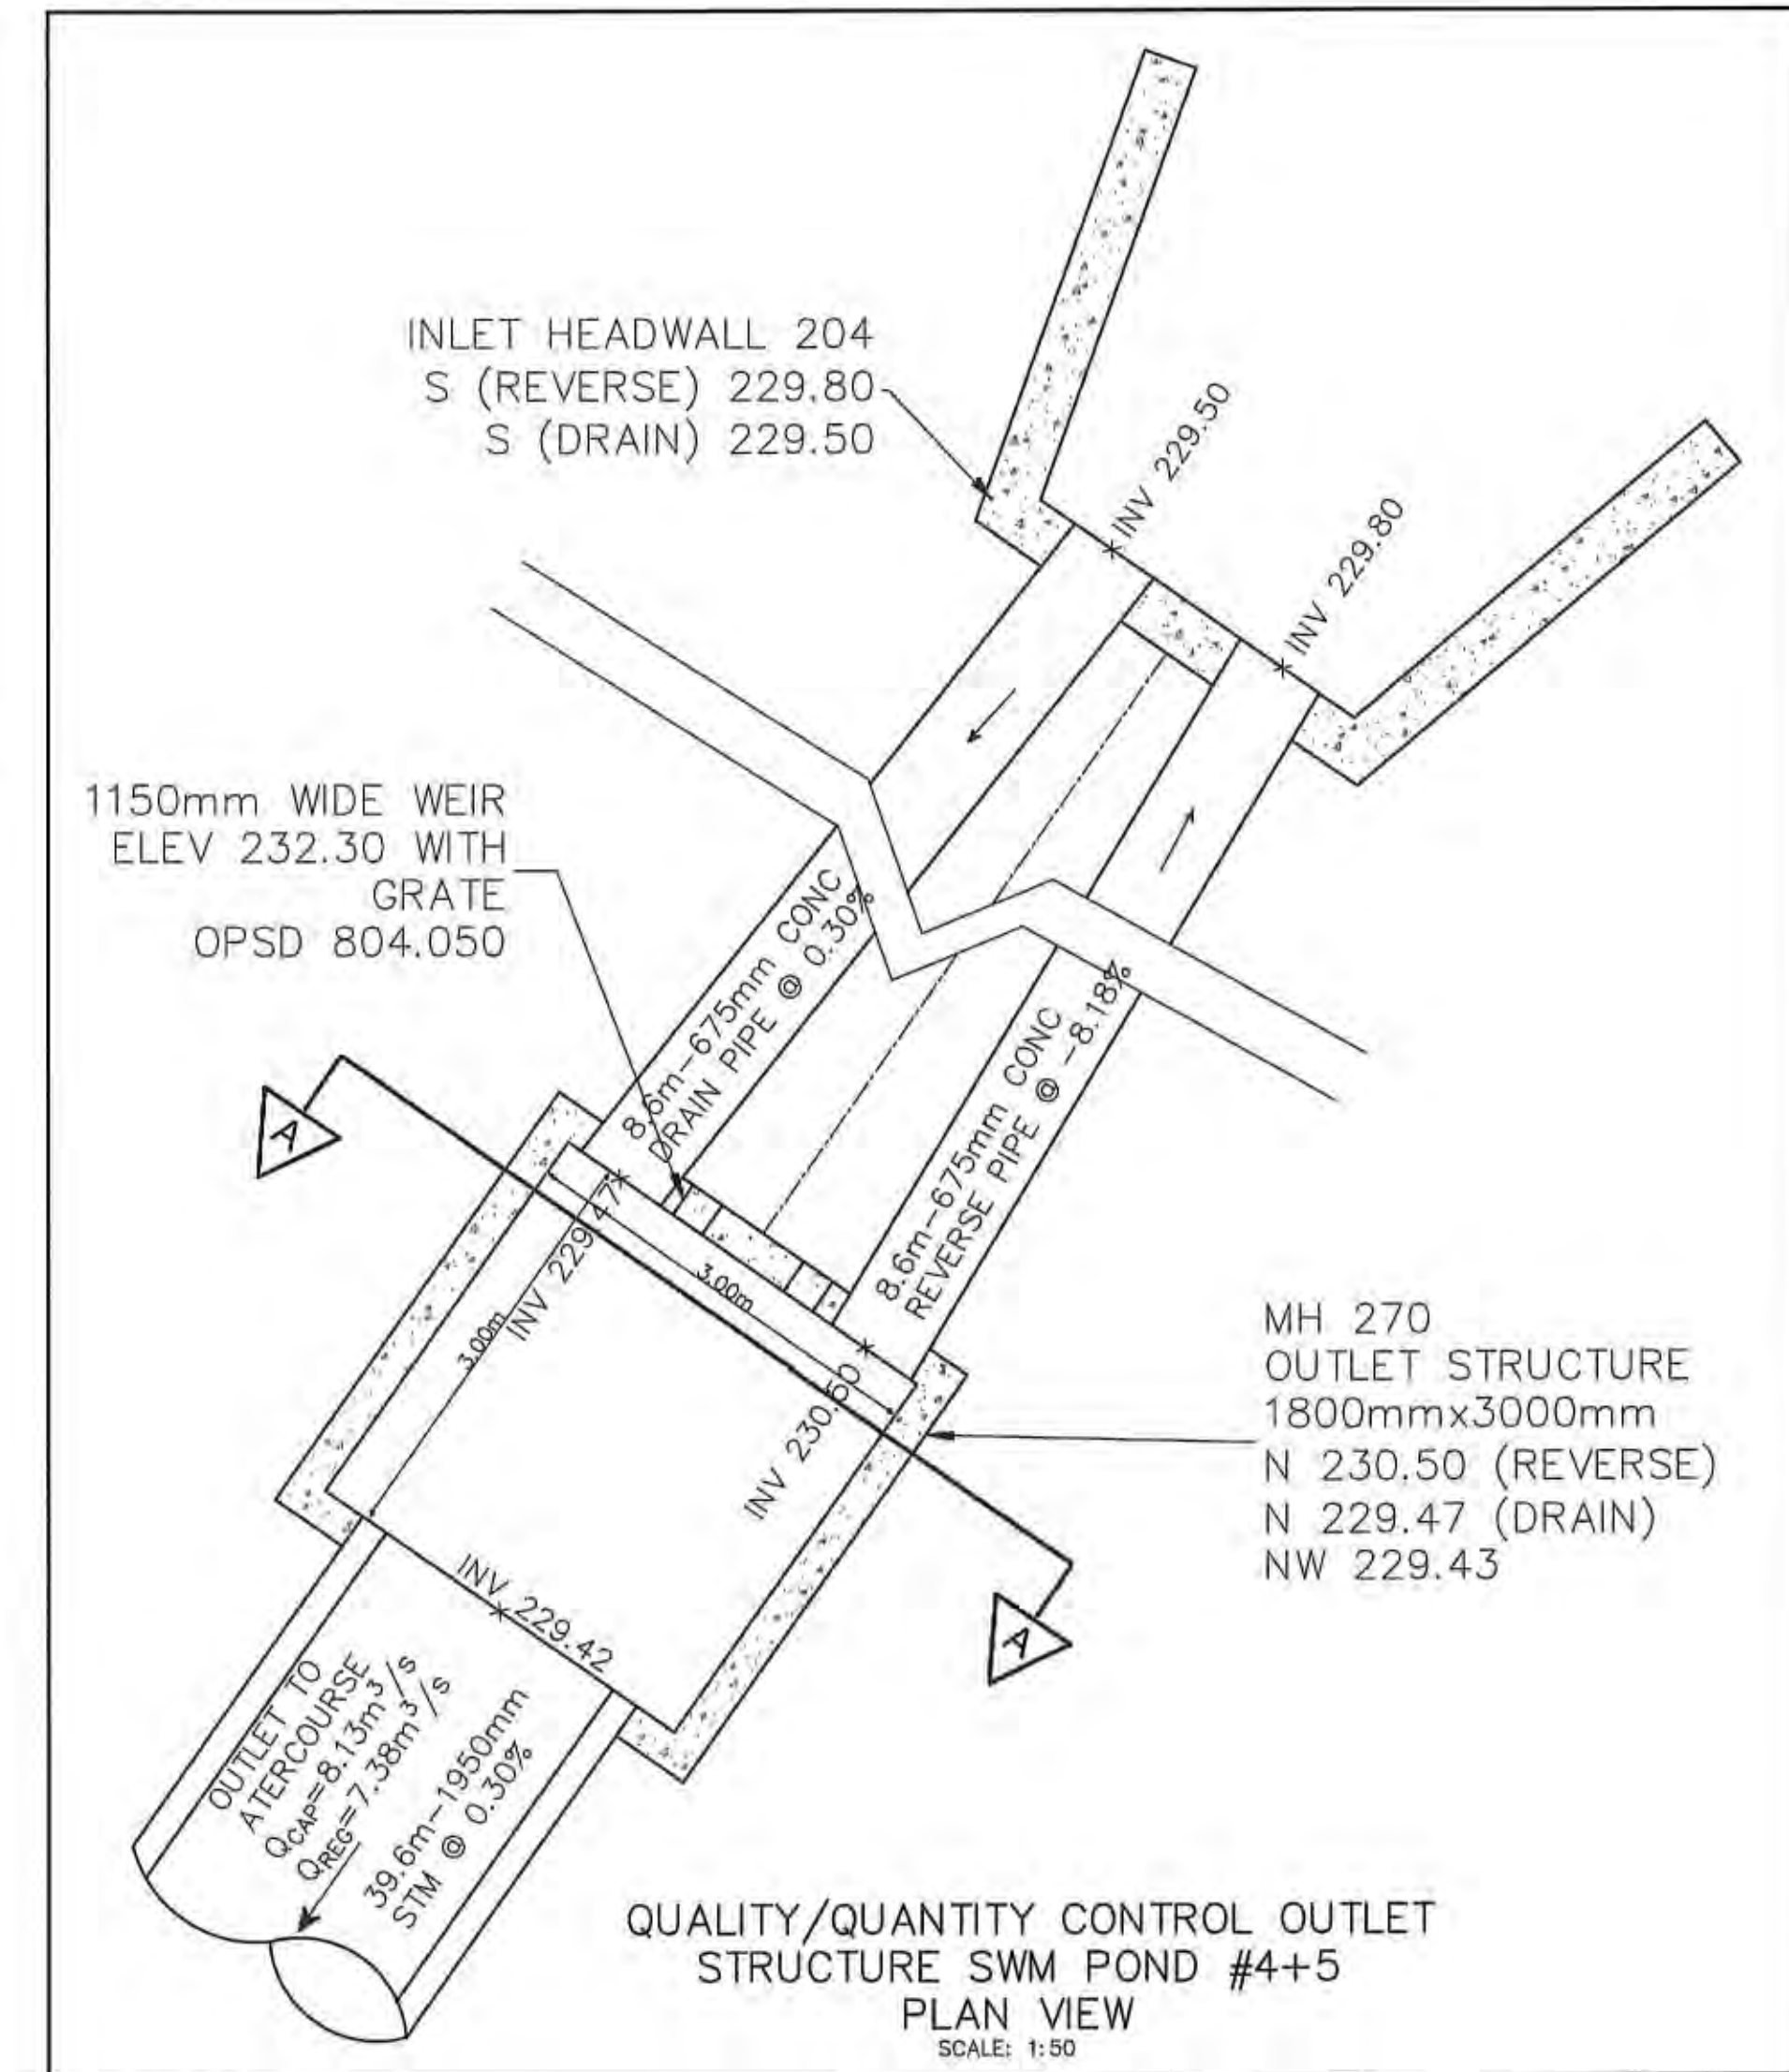 INLET HEADWALL 204
S (REVERSE) 229.80
S (DRAIN) 229.50
INV 229.50
INV 229.80
1150mm WIDE WEIR
ELEV 232.30 WITH
GRATE
OPSD 804.050
8.6m-675mm CONC
DRAIN PIPE @ 0.30%
8.6m-675mm CONC
REVERSE PIPE @ -8.18%
A
INV 229.47
3.00m
3.00m
INV 230.50
MH 270
OUTLET STRUCTURE
1800mmx3000mm
N 230.50 (REVERSE)
N 229.47 (DRAIN)
NW 229.43
INV 229.42
A
OUTLET TO
ATERCOURSE
QCAP=8.13m³/s
QREG=7.38m³/s
39.6m-1950mm
STM @ 0.30%
QUALITY/QUANTITY CONTROL OUTLET
STRUCTURE SWM POND #4+5
PLAN VIEW
SCALE: 1:50